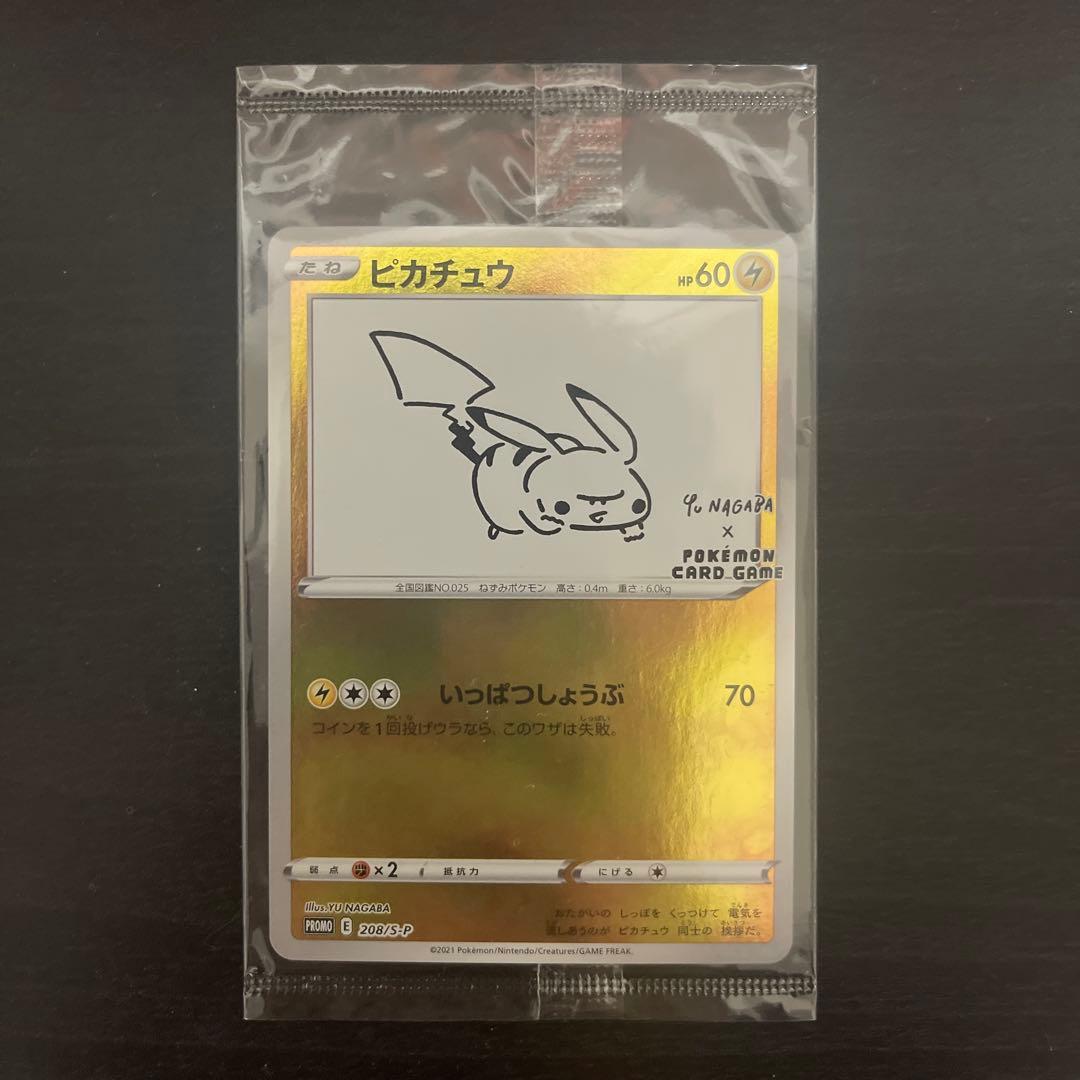 たね ピカチュウ HP60
Yu NAGABA
×
POKÉMON
CARD GAME
全国図鑑NO.025 ねずみポケモン 高さ:0.4m 重さ:6.0kg
いっぱつしょうぶ 70
コインを1回投げウラなら、このワザは失敗。
弱点 ×2 抵抗力 にげる
Illus.YU NAGABA
PROMO E 208/S-P
おたがいの しっぽを くっつけて 電気を
流しあうのが ピカチュウ 同士の 挨拶だ。
©2021 Pokémon/Nintendo/Creatures/GAME FREAK.